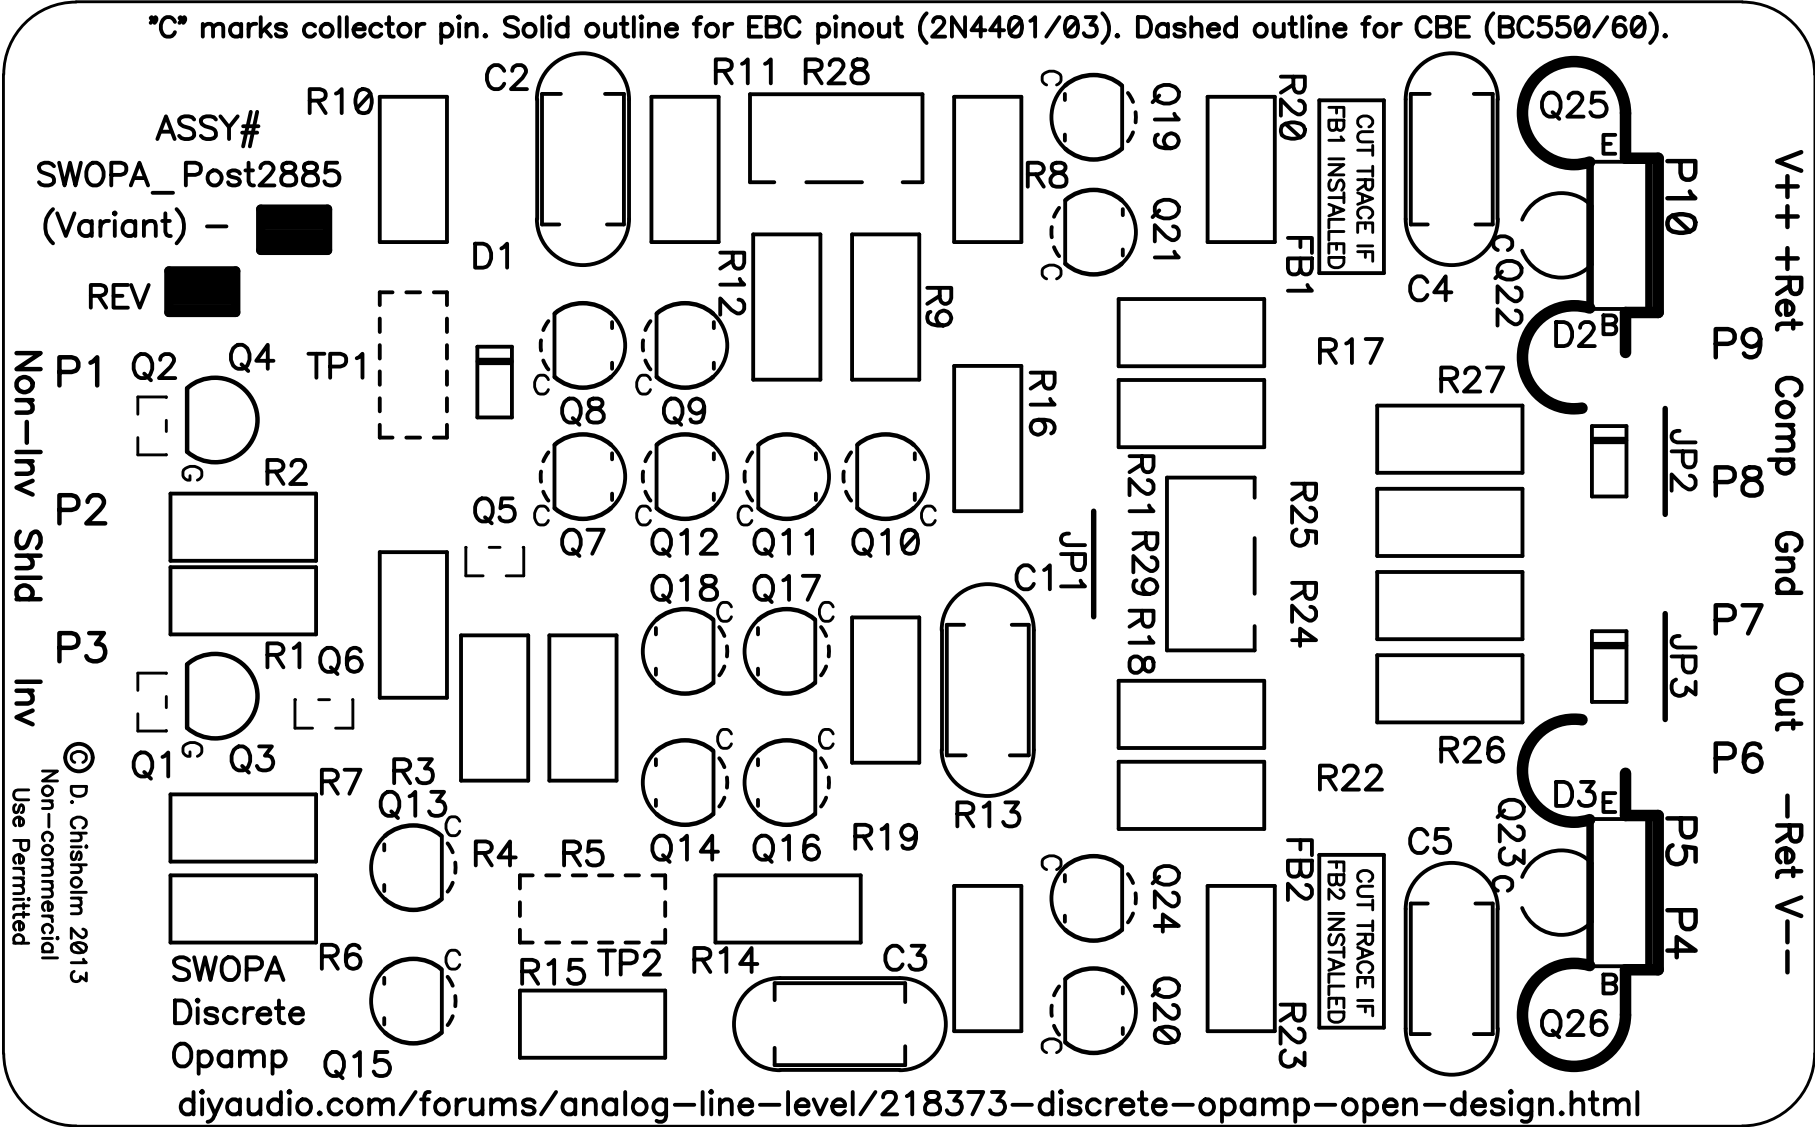 "C" marks collector pin. Solid outline for EBC pinout (2N4401/03). Dashed outline for CBE (BC550/60).
ASSY#
SWOPA_Post2885
(Variant) -
REV
R10
C2
R11
R28
C
Q19
R20
CUT TRACE IF
FB1 INSTALLED
Q25
E
P10
V++
+Ret
D1
R12
R9
R8
C
Q21
FB1
C4
C
Q22
D2
B
P9
Non-Inv
P1
Q2
Q4
G
TP1
C
Q8
C
Q9
R16
R17
R27
Comp
JP2
P8
P2
R2
Q5
C
Q7
C
Q12
C
Q11
C
Q10
R21
R29
R18
JP1
R25
R24
Shld
Gnd
P7
Q18
C
Q17
C
C1
P3
R1
Q6
Inv
JP3
Out
Q1
G
Q3
R7
R3
Q13
C
C
Q14
C
Q16
R19
R13
R22
R26
P6
D3
E
© D. Chisholm 2013
Non-commercial
Use Permitted
R4
R5
C
Q24
FB2
CUT TRACE IF
FB2 INSTALLED
C5
Q23
C
P5
-Ret
V--
P4
R6
SWOPA
Discrete
Opamp
C
Q15
R15
TP2
R14
C3
C
Q20
R23
B
Q26
diyaudio.com/forums/analog-line-level/218373-discrete-opamp-open-design.html